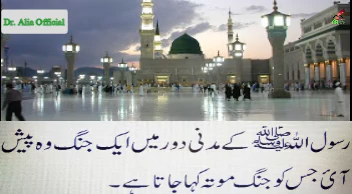 Dr. Alia Official
رسول اللہ ﷺ کے مدنی دور میں ایک جنگ وہ پیش
آئی جس کو جنگ موتہ کہا جاتا ہے۔